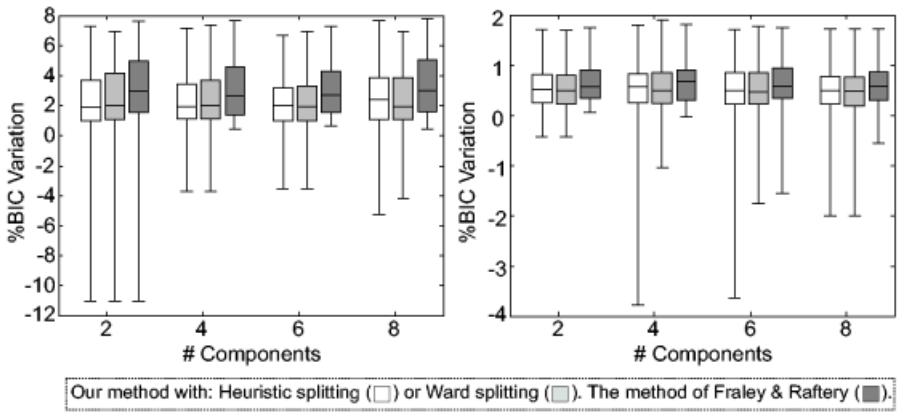 8
6
4
2
0
-2
-4
-6
-8
-10
-12
%BIC Variation
2 4 6 8
# Components
2
1
0
-1
-2
-3
-4
%BIC Variation
2 4 6 8
# Components
Our method with: Heuristic splitting ( ) or Ward splitting ( ). The method of Fraley & Raftery ( ).